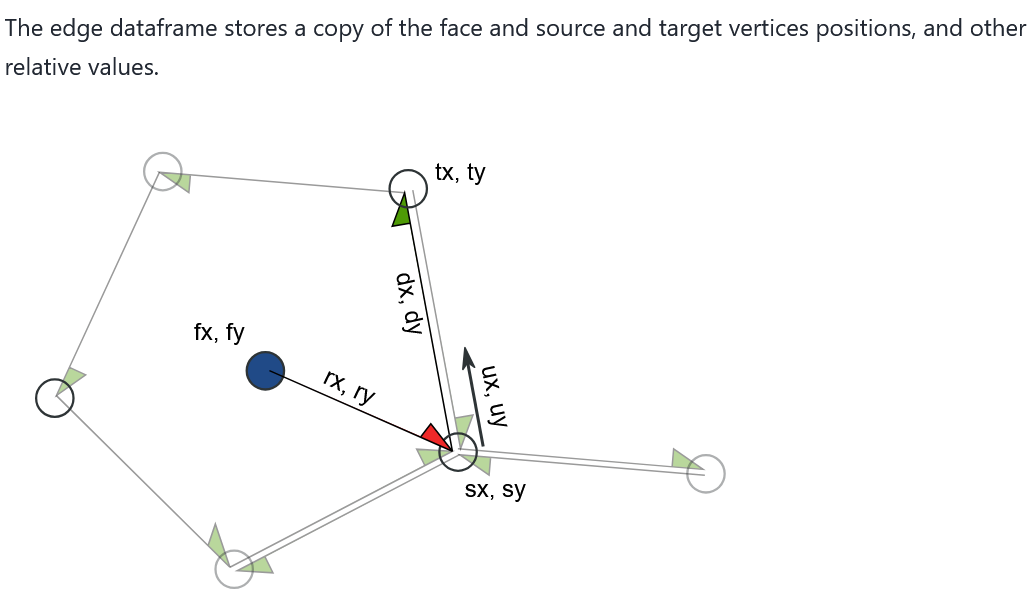 The edge dataframe stores a copy of the face and source and target vertices positions, and other
relative values.
tx, ty
dx, dy
fx, fy
rx, ry
ux, uy
sx, sy